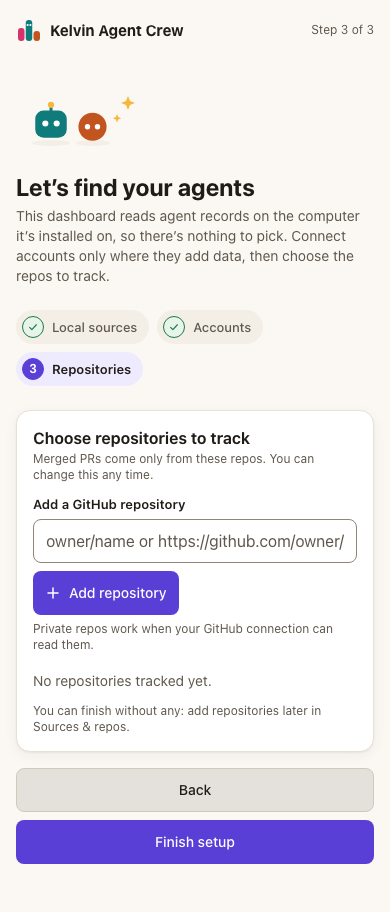 Kelvin Agent Crew
Step 3 of 3
Let’s find your agents
This dashboard reads agent records on the computer
it’s installed on, so there’s nothing to pick. Connect
accounts only where they add data, then choose the
repos to track.
Local sources
Accounts
3 Repositories
Choose repositories to track
Merged PRs come only from these repos. You can
change this any time.
Add a GitHub repository
owner/name or https://github.com/owner/
+ Add repository
Private repos work when your GitHub connection can
read them.
No repositories tracked yet.
You can finish without any: add repositories later in
Sources & repos.
Back
Finish setup